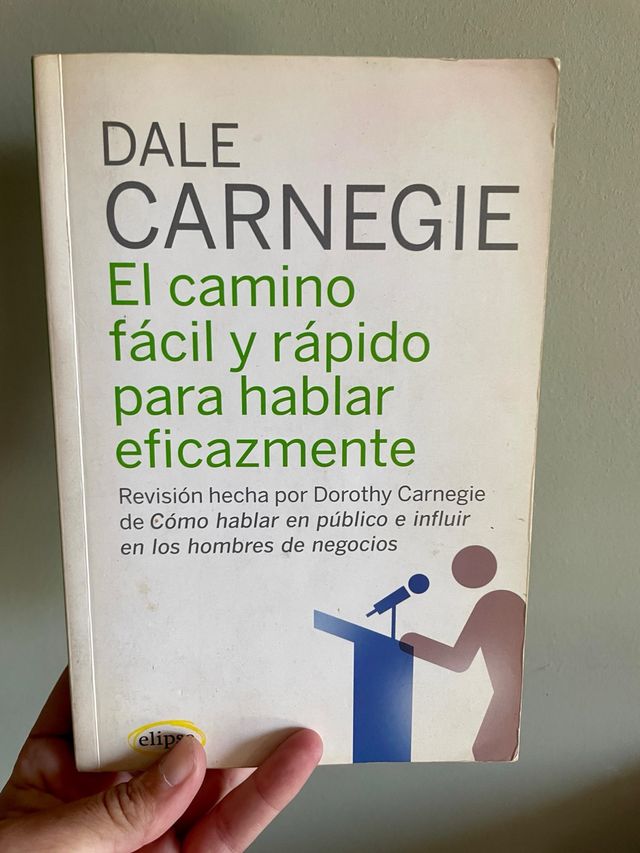 DALE
CARNEGIE
El camino
fácil y rápido
para hablar
eficazmente
Revisión hecha por Dorothy Carnegie
de Cómo hablar en público e influir
en los hombres de negocios
elipse